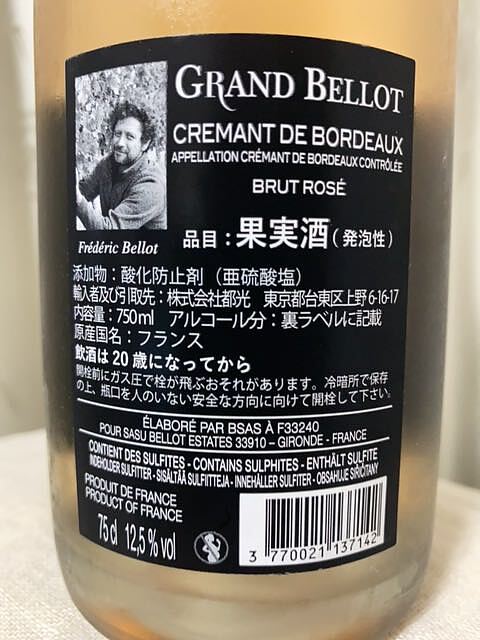 GRAND BELLOT
CREMANT DE BORDEAUX
APPELLATION CRÉMANT DE BORDEAUX CONTRÔLÉE
BRUT ROSÉ
Frédéric Bellot
品目：果実酒（発泡性）
添加物：酸化防止剤（亜硫酸塩）
輸入者及び引取先：株式会社都光　東京都台東区上野6-16-17
内容量：750ml　アルコール分：裏ラベルに記載
原産国名：フランス
飲酒は20歳になってから
開栓前にガス圧で栓が飛ぶおそれがあります。冷暗所で保存
の上、瓶口を人のいない安全な方向に向けて開栓して下さい。
ÉLABORÉ PAR BSAS À F33240
POUR SASU BELLOT ESTATES 33910 – GIRONDE - FRANCE
CONTIENT DES SULFITES - CONTAINS SULPHITES - ENTHÄLT SULFITE
INDEHOLDER SULFITTER - SISÄLTÄÄ SULFIITTEJA - INNEHÅLLER SULFITER - OBSAHUJE SIŘIČITANY
PRODUIT DE FRANCE
PRODUCT OF FRANCE
75 cl 12,5 % vol
3 770021 137142